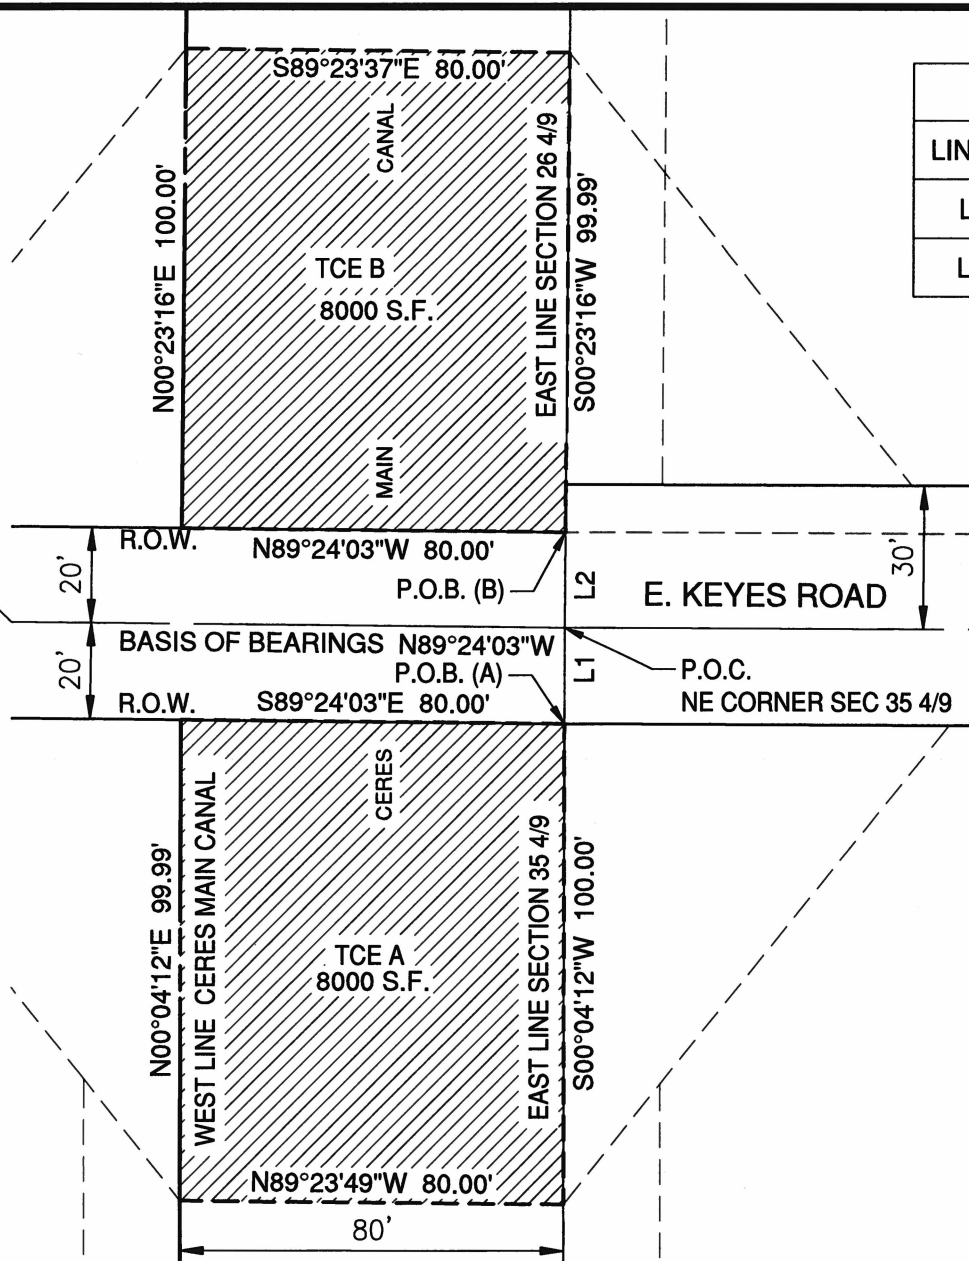 S89°23'37"E 80.00'
CANAL
EAST LINE SECTION 26 4/9
N00°23'16"E 100.00'
S00°23'16"W 99.99'
TCE B
8000 S.F.
MAIN
LIN
L
L
R.O.W.
N89°24'03"W 80.00'
20'
P.O.B. (B)
L2
E. KEYES ROAD
30'
BASIS OF BEARINGS N89°24'03"W
20'
P.O.B. (A)
L1
P.O.C.
NE CORNER SEC 35 4/9
R.O.W.
S89°24'03"E 80.00'
CERES
WEST LINE CERES MAIN CANAL
EAST LINE SECTION 35 4/9
N00°04'12"E 99.99'
S00°04'12"W 100.00'
TCE A
8000 S.F.
N89°23'49"W 80.00'
80'